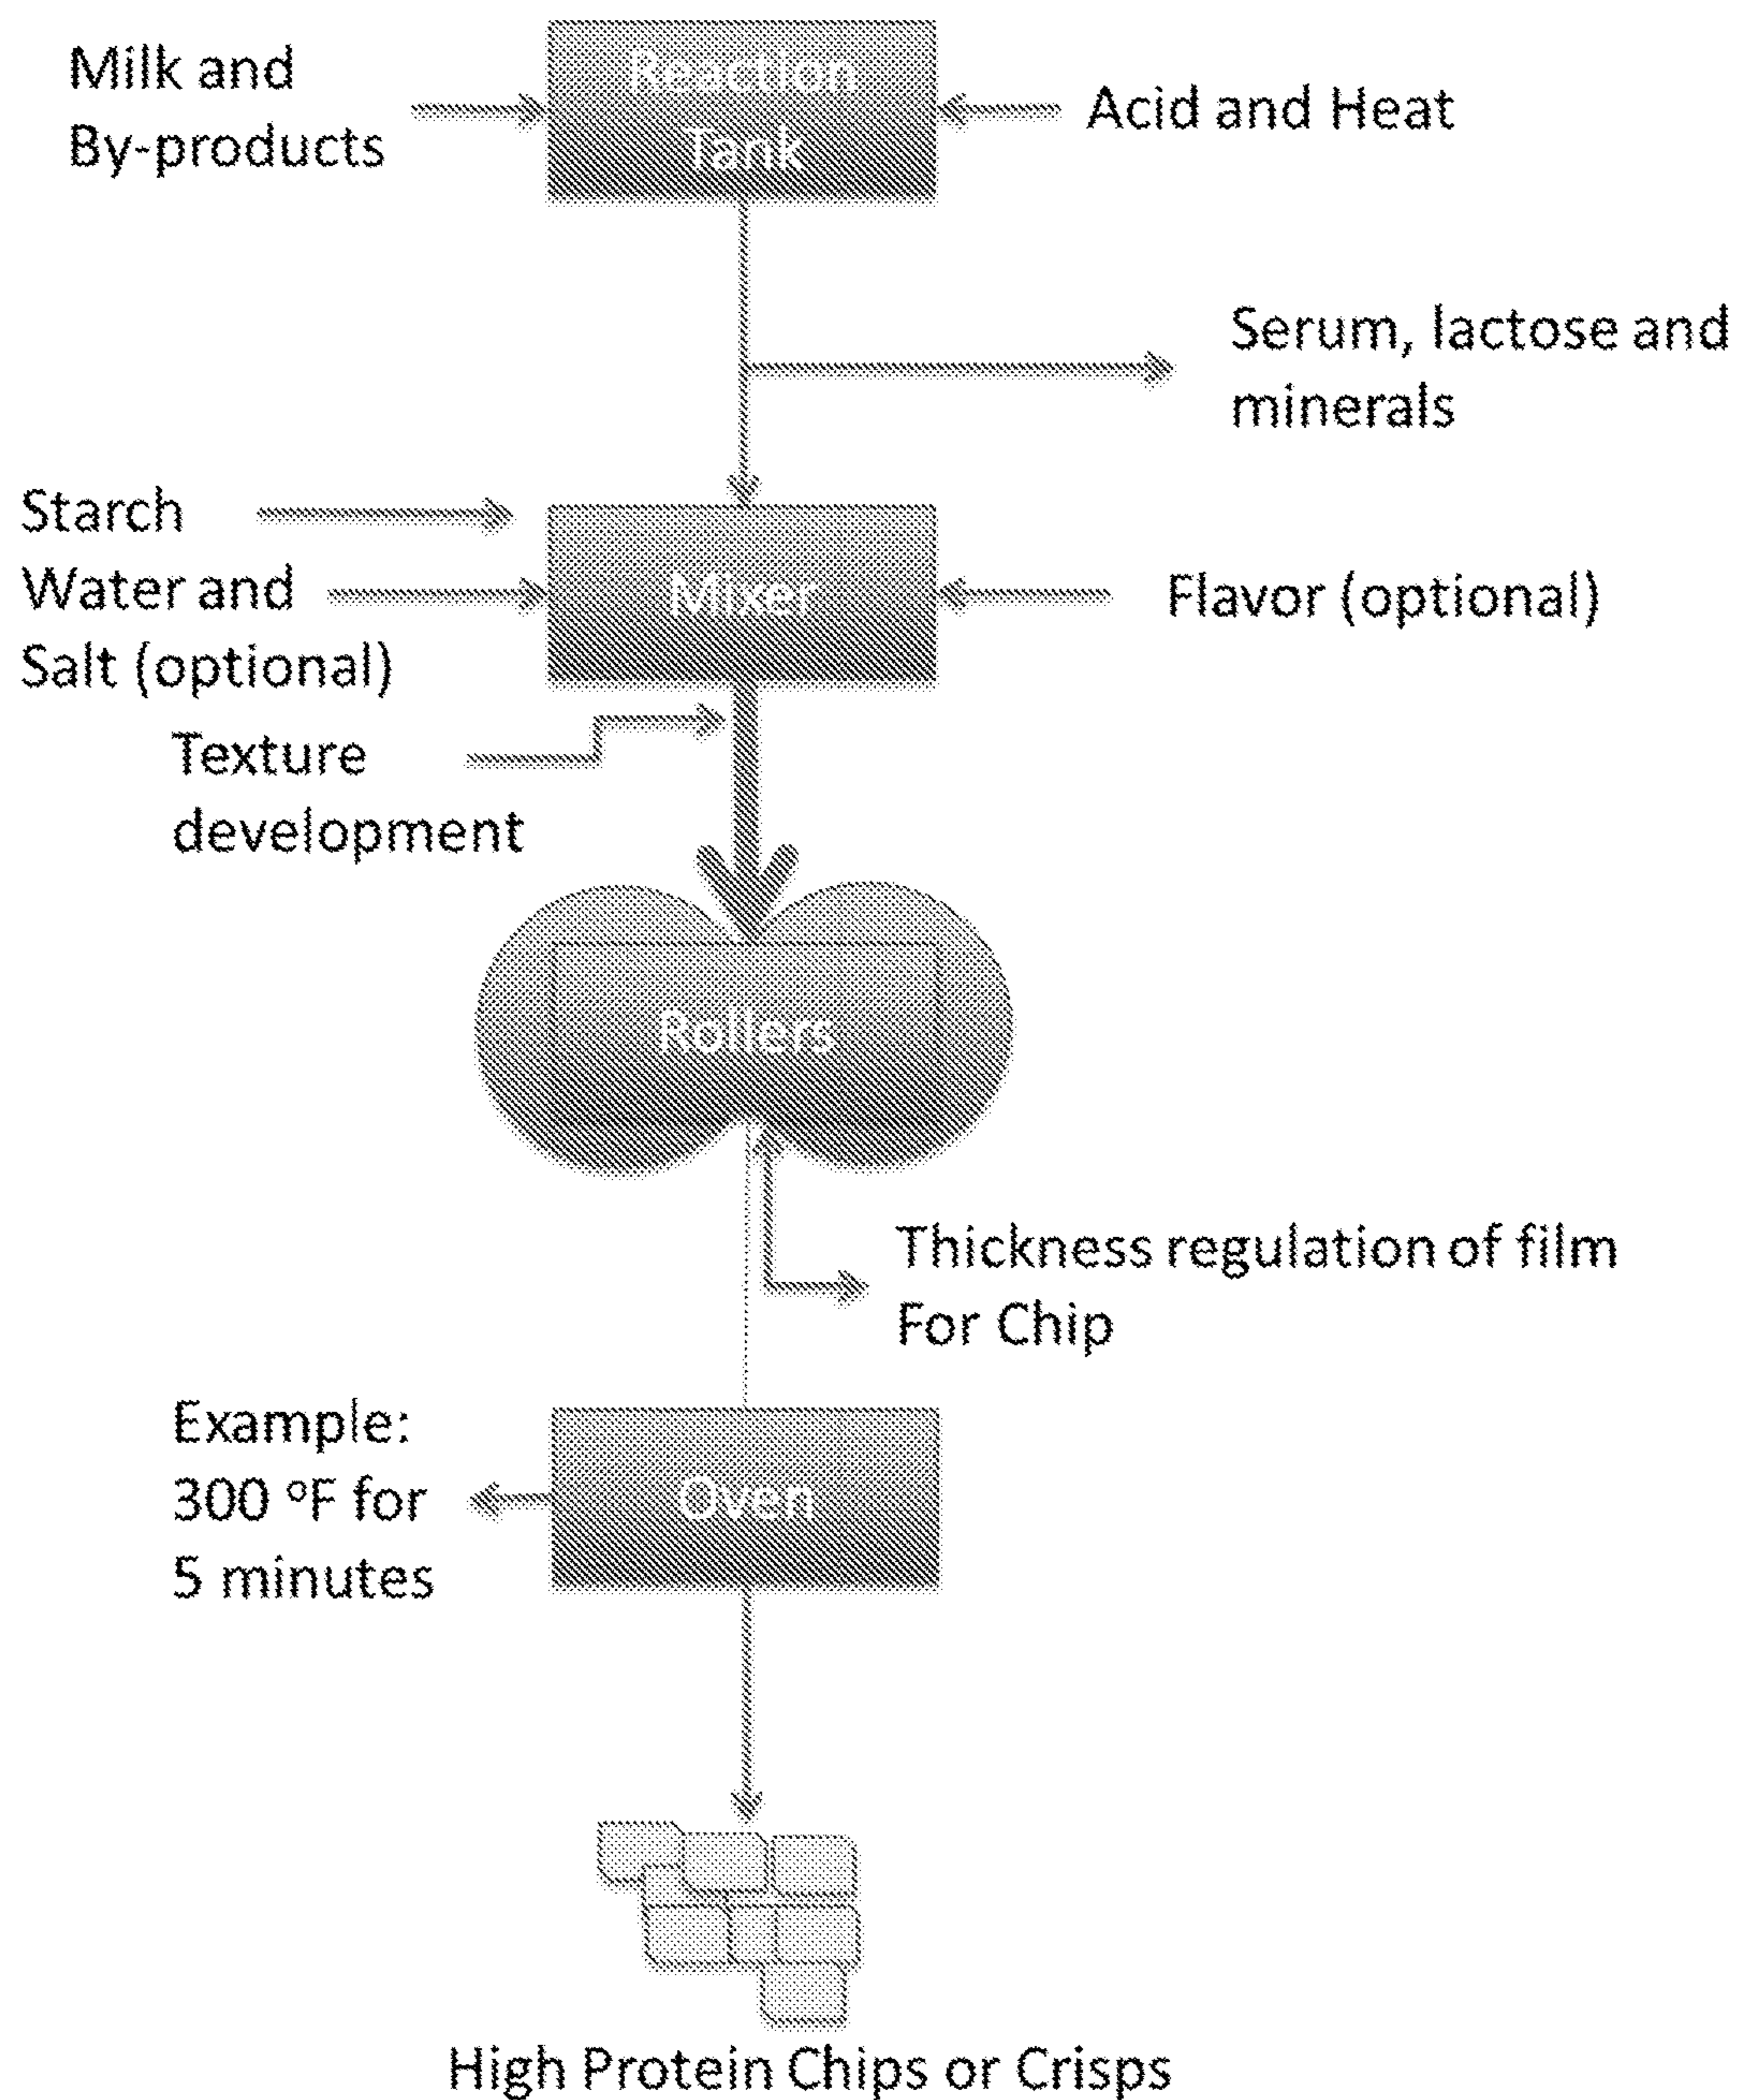 Milk and
By-products
Reaction
Tank
Acid and Heat
Serum, lactose and
minerals
Starch
Water and
Salt (optional)
Mixer
Flavor (optional)
Texture
development
Rollers
Thickness regulation of film
For Chip
Example:
300 °F for
5 minutes
Oven
High Protein Chips or Crisps